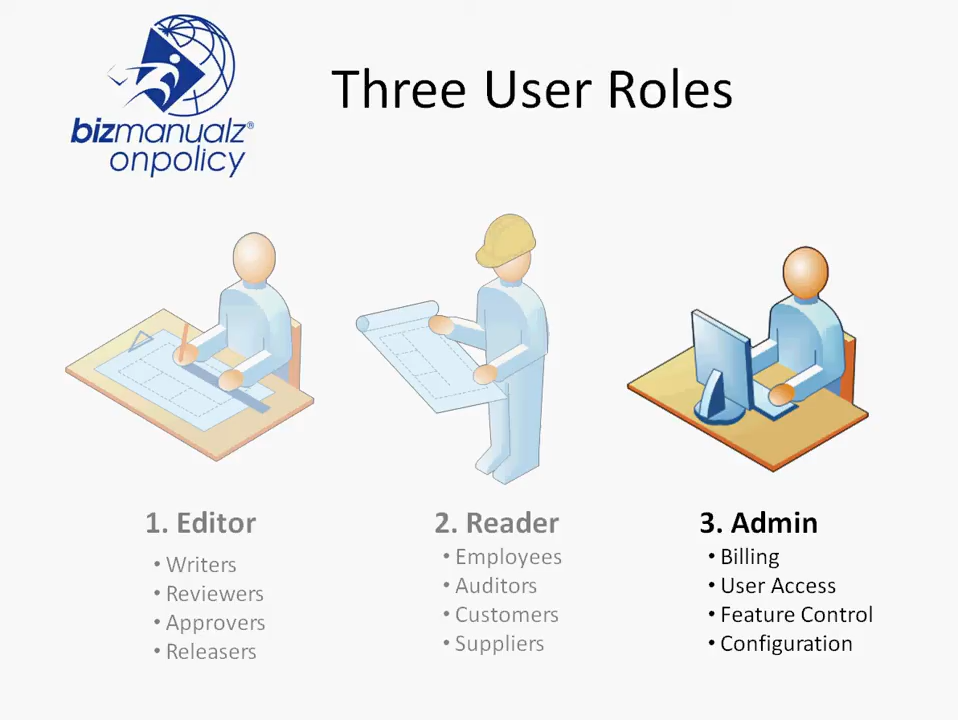 bizmanualz®
onpolicy
Three User Roles
1. Editor
• Writers
• Reviewers
• Approvers
• Releasers
2. Reader
• Employees
• Auditors
• Customers
• Suppliers
3. Admin
• Billing
• User Access
• Feature Control
• Configuration